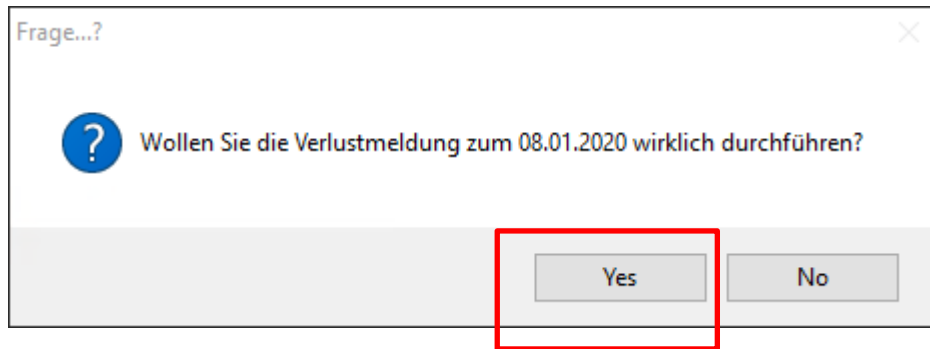 Frage...?
?
Wollen Sie die Verlustmeldung zum 08.01.2020 wirklich durchführen?
Yes No